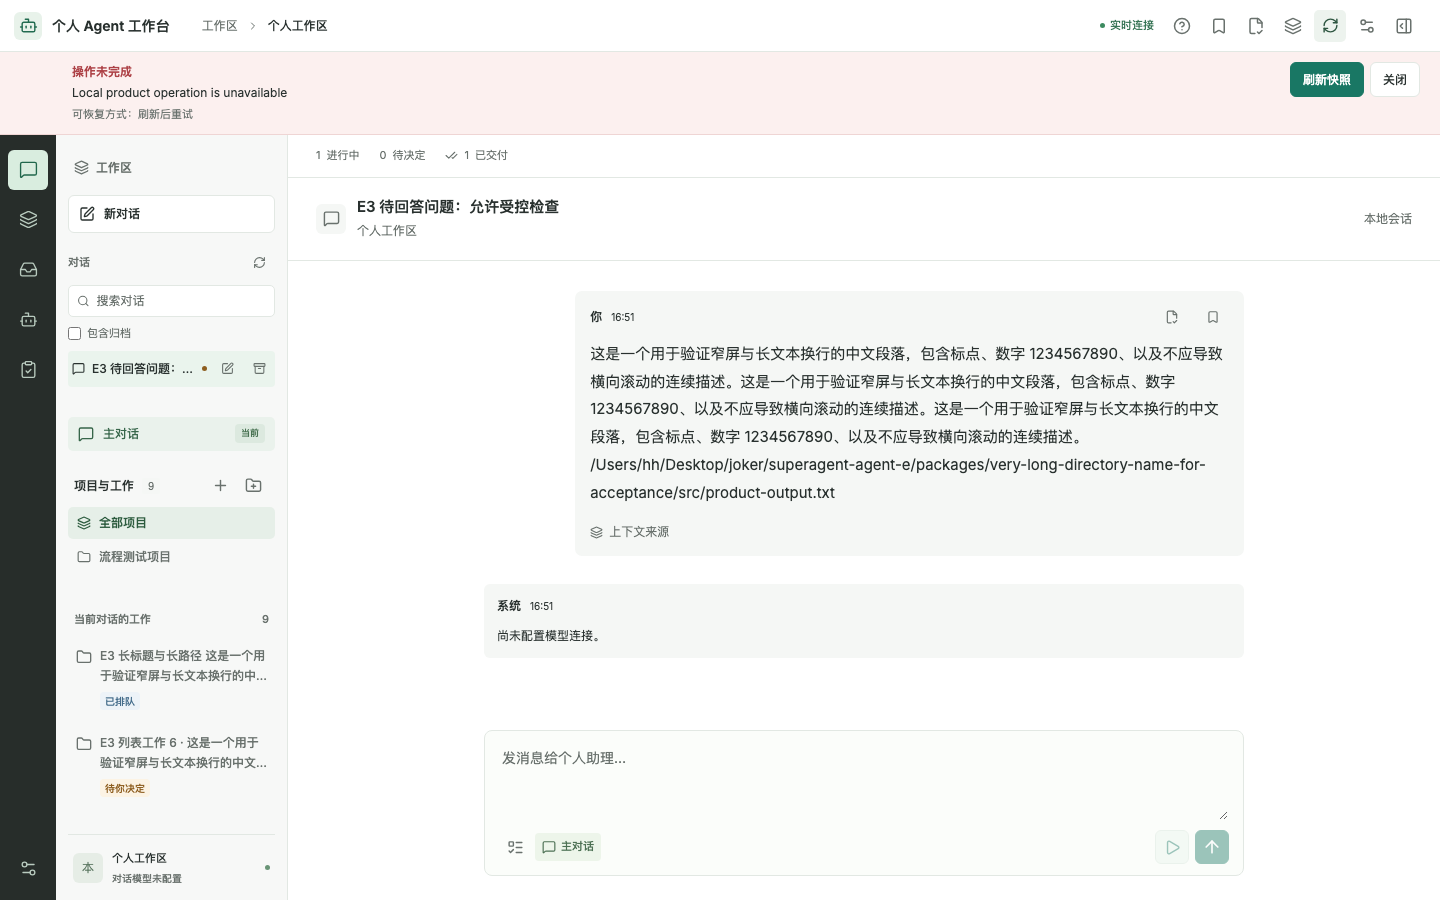 个人 Agent 工作台
工作区 > 个人工作区
实时连接
操作未完成
Local product operation is unavailable
可恢复方式：刷新后重试
刷新快照
关闭
工作区
新对话
对话
搜索对话
包含归档
E3 待回答问题：...
主对话
当前
项目与工作 9
全部项目
流程测试项目
当前对话的工作 9
E3 长标题与长路径 这是一个用
于验证窄屏与长文本换行的中...
已排队
E3 列表工作 6 · 这是一个用于
验证窄屏与长文本换行的中文...
待你决定
本
个人工作区
对话模型未配置
1 进行中 0 待决定 1 已交付
E3 待回答问题：允许受控检查
个人工作区
本地会话
你 16:51
这是一个用于验证窄屏与长文本换行的中文段落，包含标点、数字 1234567890、以及不应导致
横向滚动的连续描述。这是一个用于验证窄屏与长文本换行的中文段落，包含标点、数字
1234567890、以及不应导致横向滚动的连续描述。这是一个用于验证窄屏与长文本换行的中文
段落，包含标点、数字 1234567890、以及不应导致横向滚动的连续描述。
/Users/hh/Desktop/joker/superagent-agent-e/packages/very-long-directory-name-for-
acceptance/src/product-output.txt
上下文来源
系统 16:51
尚未配置模型连接。
发消息给个人助理...
主对话